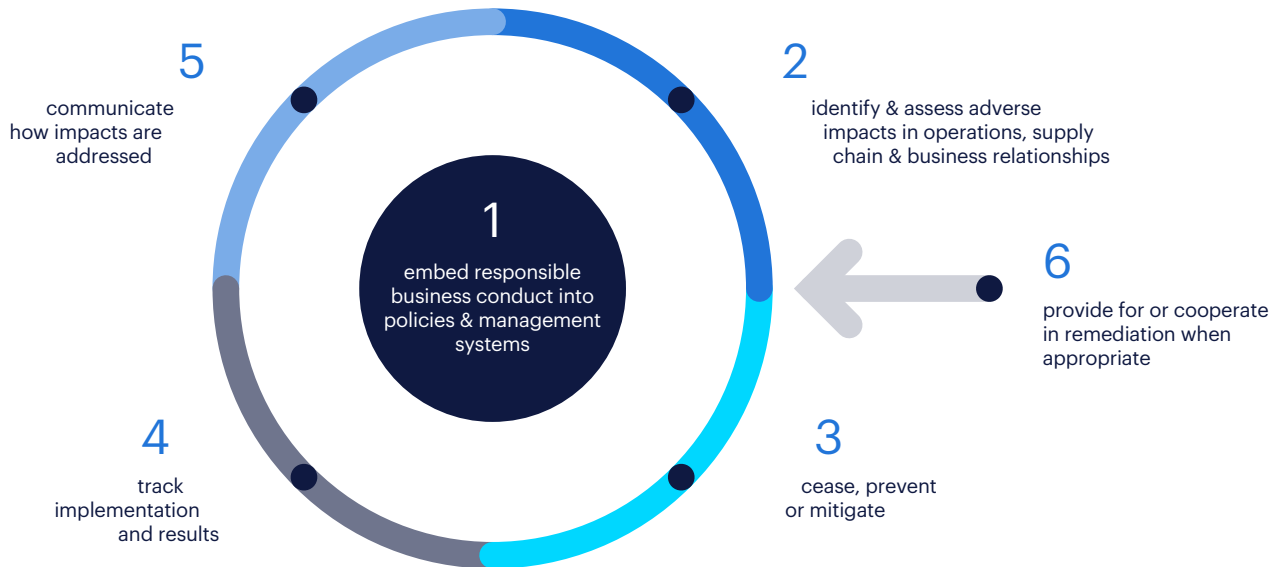 1
embed responsible
business conduct into
policies & management
systems
2
identify & assess adverse
impacts in operations, supply
chain & business relationships
3
cease, prevent
or mitigate
4
track
implementation
and results
5
communicate
how impacts are
addressed
6
provide for or cooperate
in remediation when
appropriate